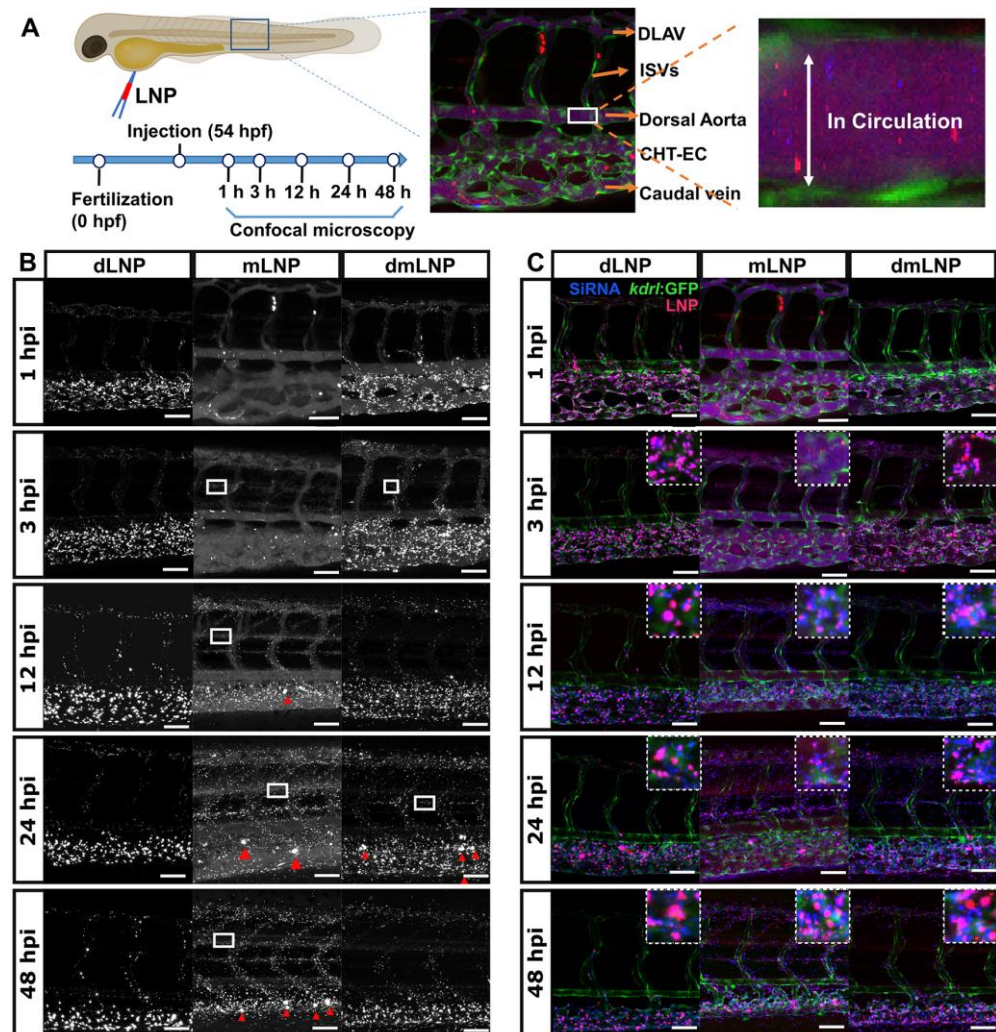 A
LNP
Injection (54 hpf)
1 h 3 h 12 h 24 h 48 h
Fertilization
(0 hpf)
Confocal microscopy
DLAV
ISVs
Dorsal Aorta
CHT-EC
Caudal vein
In Circulation
B
dLNP mLNP dmLNP
1 hpi
3 hpi
12 hpi
24 hpi
48 hpi
C
dLNP mLNP dmLNP
SiRNA kdrl:GFP
LNP
1 hpi
3 hpi
12 hpi
24 hpi
48 hpi